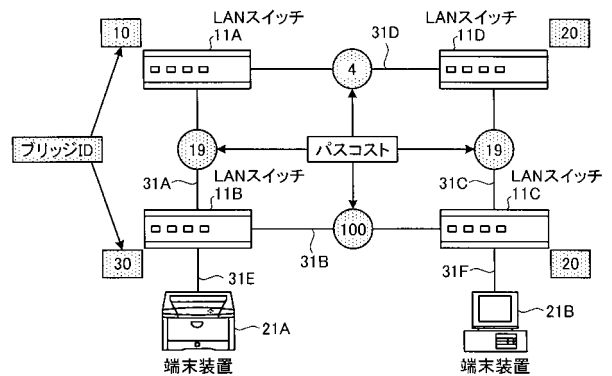 LANスイッチ
LANスイッチ
10
11A
31D
11D
20
4
ブリッジID
19
パスコスト
19
31A
LANスイッチ
31C
LANスイッチ
11B
11C
100
30
31B
20
31E
31F
21A
21B
端末装置
端末装置